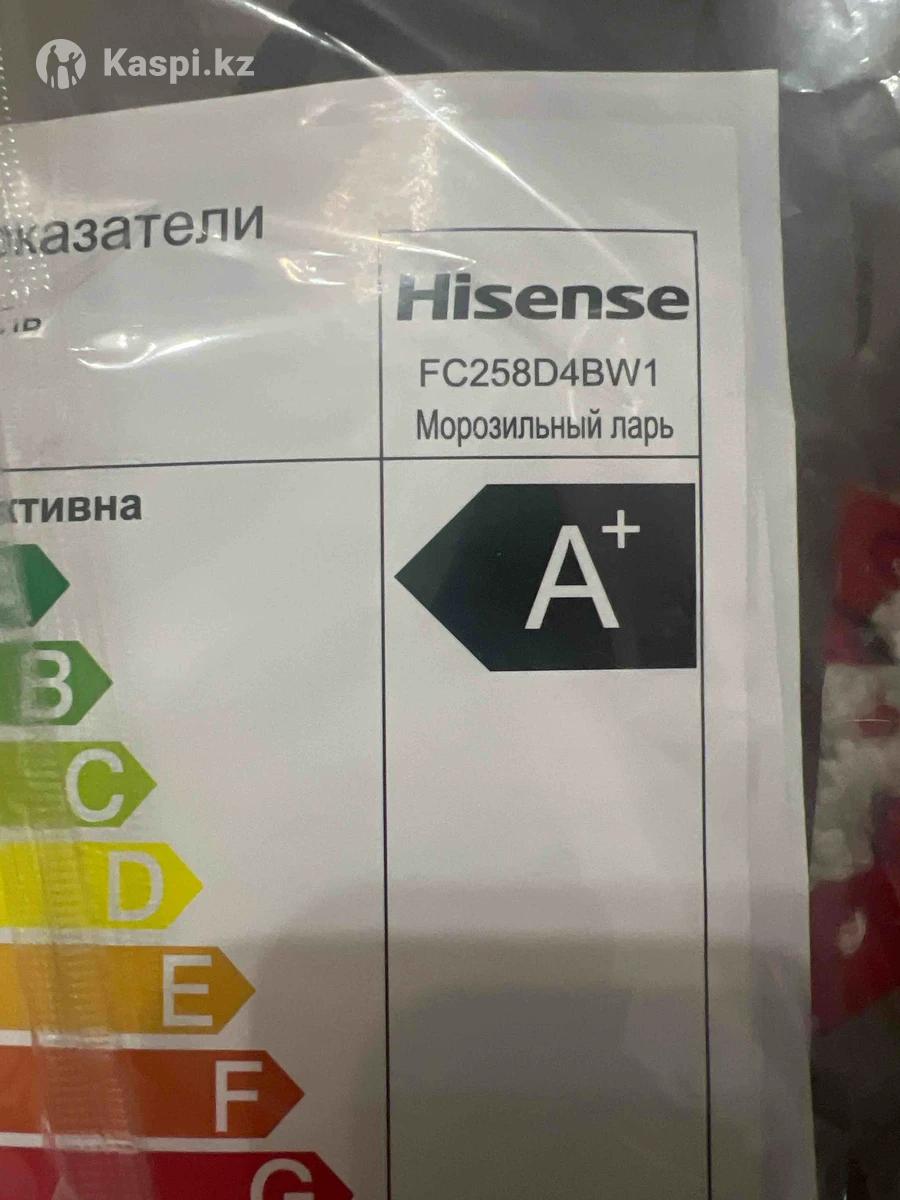 Kaspi.kz
оказатели
Hisense
FC258D4BW1
Морозильный ларь
ктивна
A+
B
C
D
E
F
G